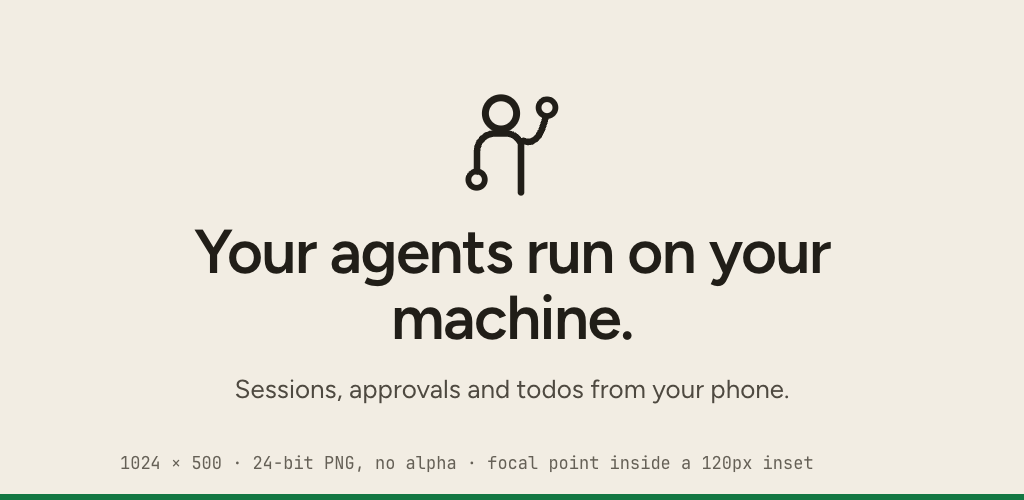 Your agents run on your
machine.
Sessions, approvals and todos from your phone.
1024 × 500 · 24-bit PNG, no alpha · focal point inside a 120px inset